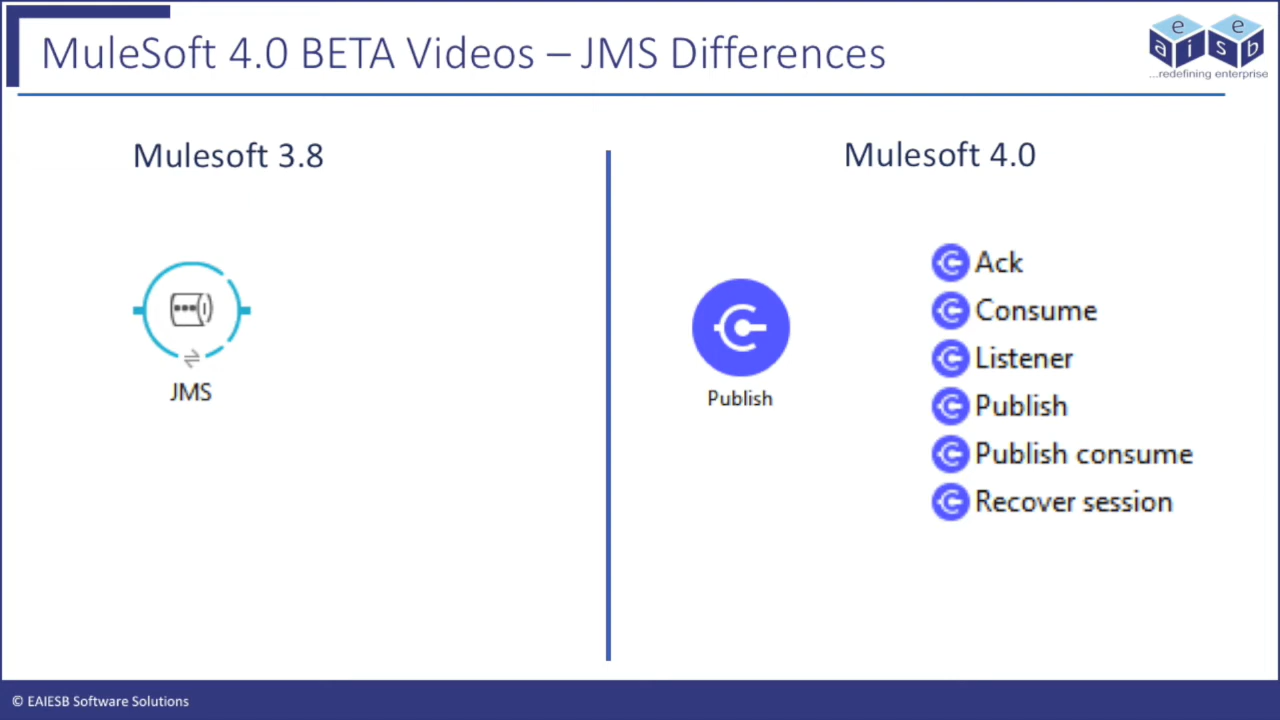 MuleSoft 4.0 BETA Videos – JMS Differences
e e
a i s b
...redefining enterprise
Mulesoft 3.8
JMS
Mulesoft 4.0
Publish
Ack
Consume
Listener
Publish
Publish consume
Recover session
© EAIESB Software Solutions